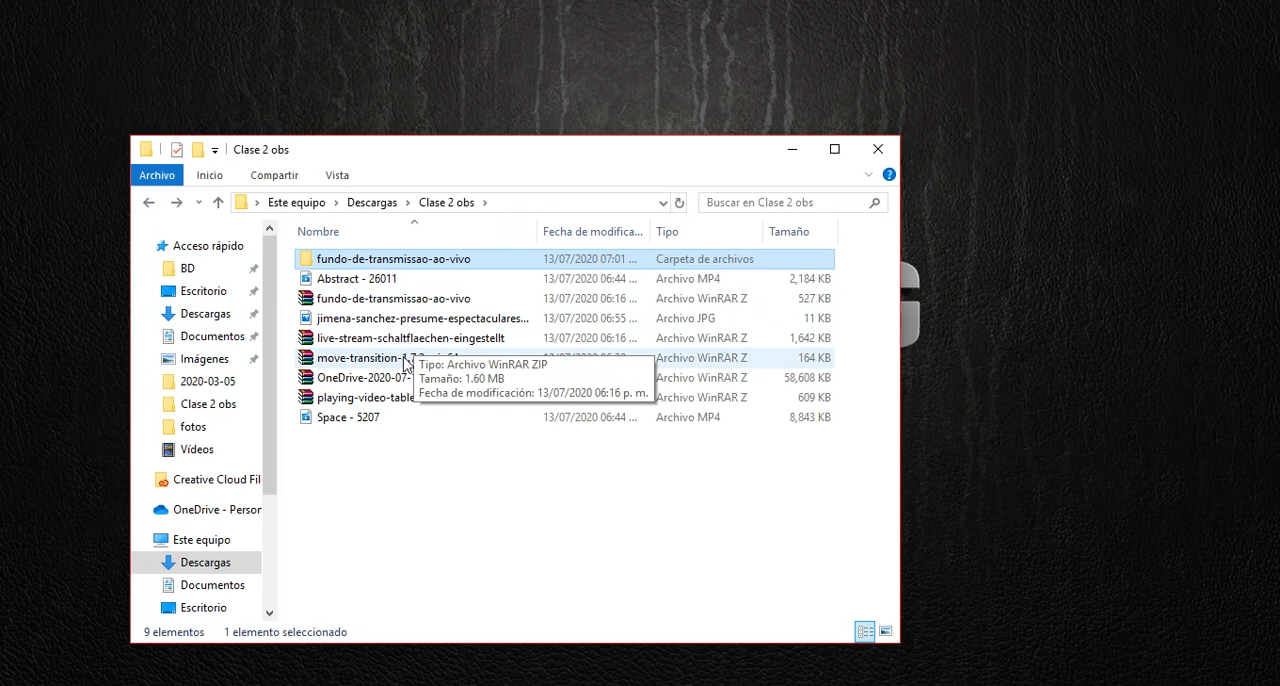 Clase 2 obs
Archivo Inicio Compartir Vista
Este equipo Descargas Clase 2 obs Buscar en Clase 2 obs
Nombre Fecha de modifica... Tipo Tamaño
fundo-de-transmissao-ao-vivo 13/07/2020 07:01 ... Carpeta de archivos
Abstract - 26011 13/07/2020 06:44 ... Archivo MP4 2,184 KB
fundo-de-transmissao-ao-vivo 13/07/2020 06:16 ... Archivo WinRAR Z 527 KB
jimena-sanchez-presume-espectaculares... 13/07/2020 06:55 ... Archivo JPG 11 KB
live-stream-schaltflaechen-eingestellt 13/07/2020 06:16 ... Archivo WinRAR Z 1,642 KB
move-transition- Archivo WinRAR Z 164 KB
OneDrive-2020-07- Archivo WinRAR Z 58,608 KB
playing-video-table Archivo WinRAR Z 609 KB
Space - 5207 13/07/2020 06:44 ... Archivo MP4 8,843 KB
Tipo: Archivo WinRAR ZIP
Tamaño: 1.60 MB
Fecha de modificación: 13/07/2020 06:16 p. m.
Acceso rápido
BD
Escritorio
Descargas
Documentos
Imágenes
2020-03-05
Clase 2 obs
fotos
Vídeos
Creative Cloud Fil
OneDrive - Person
Este equipo
Descargas
Documentos
Escritorio
9 elementos 1 elemento seleccionado